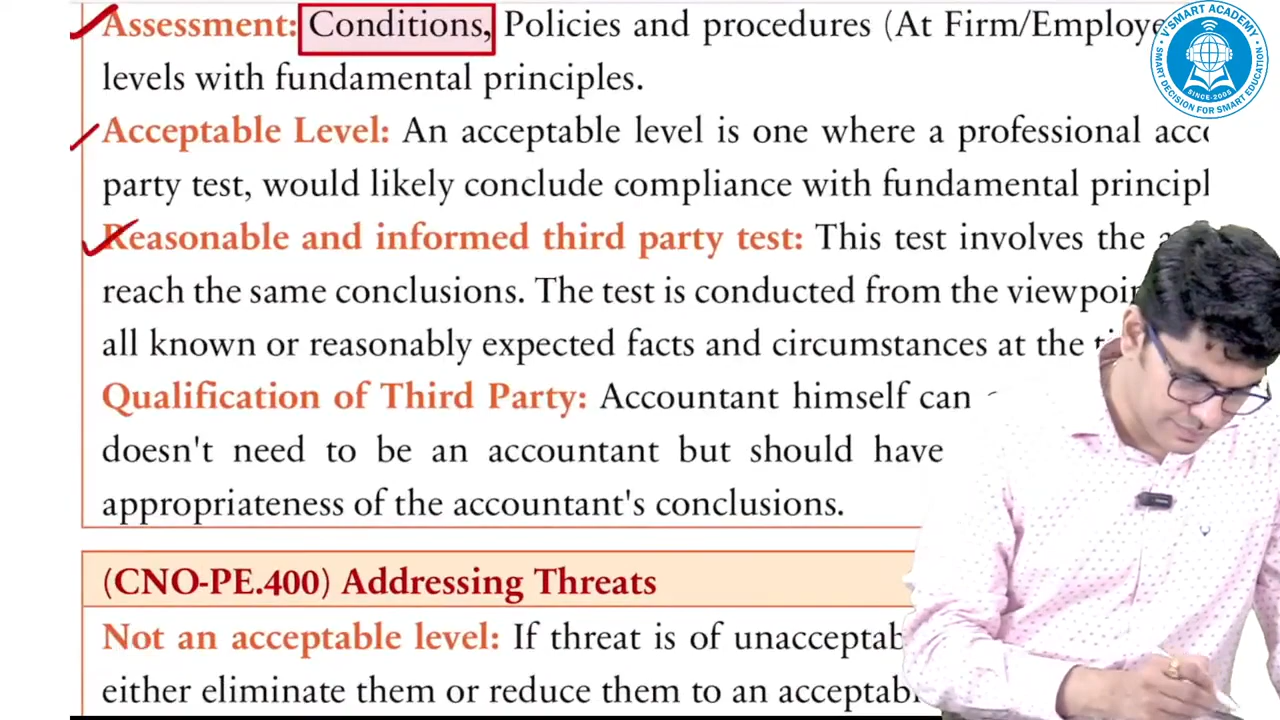 Assessment: Conditions, Policies and procedures (At Firm/Employe
levels with fundamental principles.
Acceptable Level: An acceptable level is one where a professional acc
party test, would likely conclude compliance with fundamental principl
Reasonable and informed third party test: This test involves the
reach the same conclusions. The test is conducted from the viewpoin
all known or reasonably expected facts and circumstances at the
Qualification of Third Party: Accountant himself can
doesn't need to be an accountant but should have
appropriateness of the accountant's conclusions.
(CNO-PE.400) Addressing Threats
Not an acceptable level: If threat is of unacceptab
either eliminate them or reduce them to an acceptabl
V'SMART ACADEMY
SINCE-2005
SMART DECISION FOR SMART EDUCATION